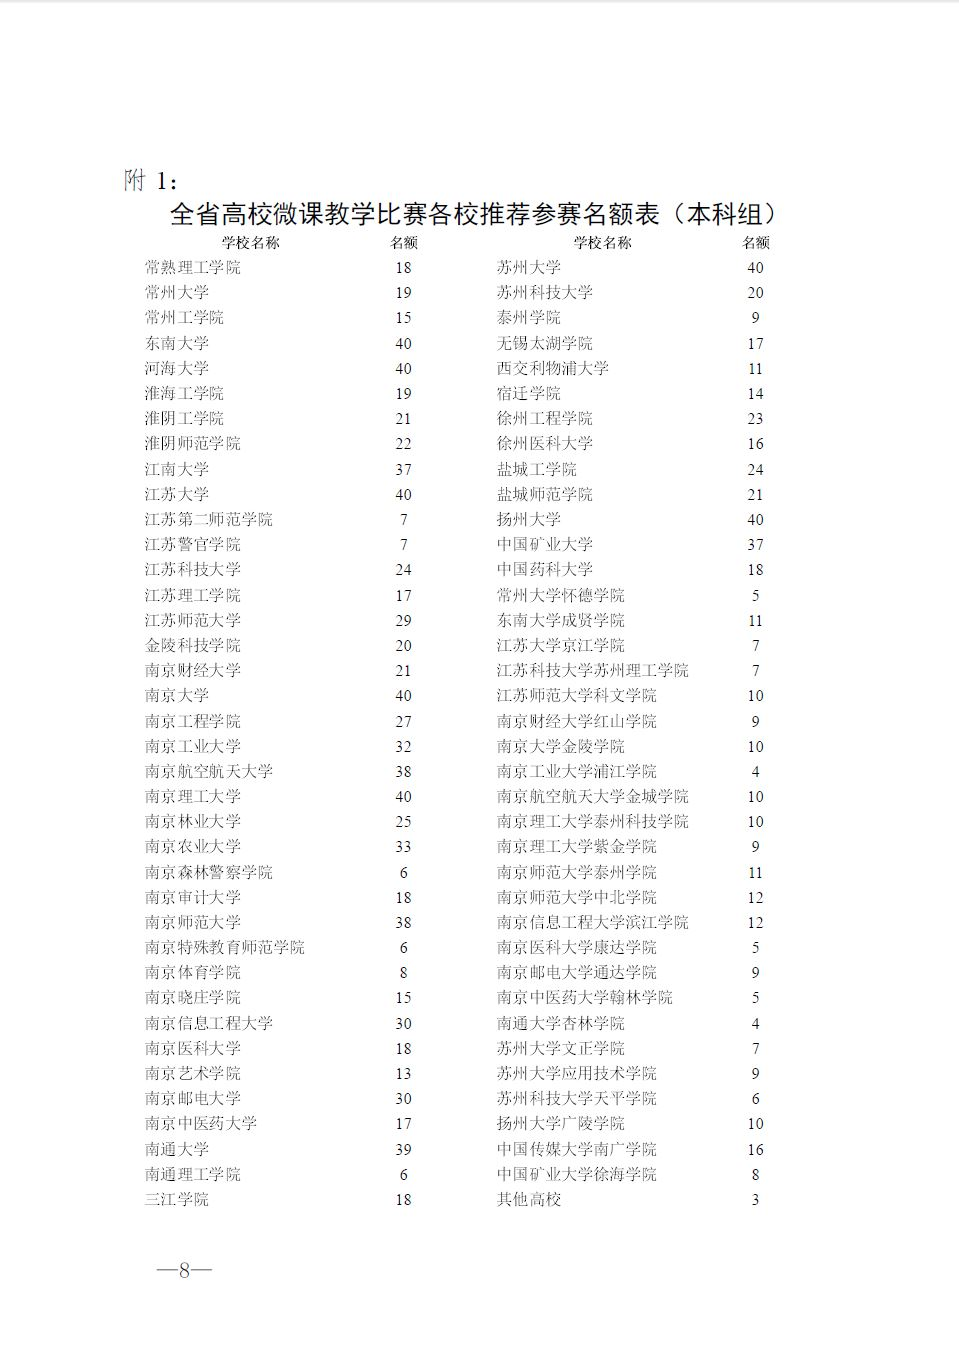 附 1：
全省高校微课教学比赛各校推荐参赛名额表（本科组）
学校名称 名额 学校名称 名额
常熟理工学院 18 苏州大学 40
常州大学 19 苏州科技大学 20
常州工学院 15 泰州学院 9
东南大学 40 无锡太湖学院 17
河海大学 40 西交利物浦大学 11
淮海工学院 19 宿迁学院 14
淮阴工学院 21 徐州工程学院 23
淮阴师范学院 22 徐州医科大学 16
江南大学 37 盐城工学院 24
江苏大学 40 盐城师范学院 21
江苏第二师范学院 7 扬州大学 40
江苏警官学院 7 中国矿业大学 37
江苏科技大学 24 中国药科大学 18
江苏理工学院 17 常州大学怀德学院 5
江苏师范大学 29 东南大学成贤学院 11
金陵科技学院 20 江苏大学京江学院 7
南京财经大学 21 江苏科技大学苏州理工学院 7
南京大学 40 江苏师范大学科文学院 10
南京工程学院 27 南京财经大学红山学院 9
南京工业大学 32 南京大学金陵学院 10
南京航空航天大学 38 南京工业大学浦江学院 4
南京理工大学 40 南京航空航天大学金城学院 10
南京林业大学 25 南京理工大学泰州科技学院 10
南京农业大学 33 南京理工大学紫金学院 9
南京森林警察学院 6 南京师范大学泰州学院 11
南京审计大学 18 南京师范大学中北学院 12
南京师范大学 38 南京信息工程大学滨江学院 12
南京特殊教育师范学院 6 南京医科大学康达学院 5
南京体育学院 8 南京邮电大学通达学院 9
南京晓庄学院 15 南京中医药大学翰林学院 5
南京信息工程大学 30 南通大学杏林学院 4
南京医科大学 18 苏州大学文正学院 7
南京艺术学院 13 苏州大学应用技术学院 9
南京邮电大学 30 苏州科技大学天平学院 6
南京中医药大学 17 扬州大学广陵学院 10
南通大学 39 中国传媒大学南广学院 16
南通理工学院 6 中国矿业大学徐海学院 8
三江学院 18 其他高校 3
—8—